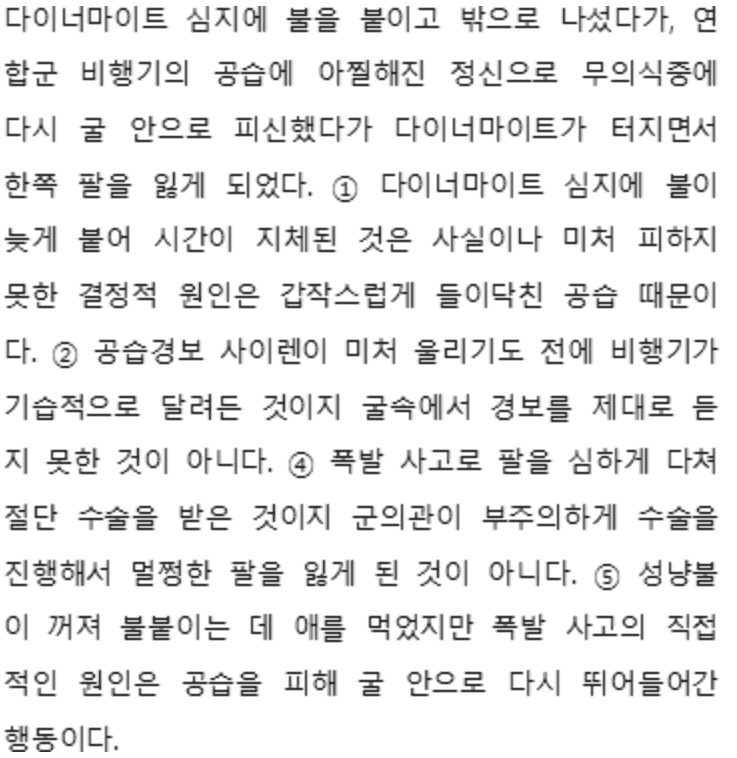 다이너마이트 심지에 불을 붙이고 밖으로 나섰다가, 연
합군 비행기의 공습에 아찔해진 정신으로 무의식중에
다시 굴 안으로 피신했다가 다이너마이트가 터지면서
한쪽 팔을 잃게 되었다. ① 다이너마이트 심지에 불이
늦게 붙어 시간이 지체된 것은 사실이나 미처 피하지
못한 결정적 원인은 갑작스럽게 들이닥친 공습 때문이
다. ② 공습경보 사이렌이 미처 울리기도 전에 비행기가
기습적으로 달려든 것이지 굴속에서 경보를 제대로 듣
지 못한 것이 아니다. ④ 폭발 사고로 팔을 심하게 다쳐
절단 수술을 받은 것이지 군의관이 부주의하게 수술을
진행해서 멀쩡한 팔을 잃게 된 것이 아니다. ⑤ 성냥불
이 꺼져 불붙이는 데 애를 먹었지만 폭발 사고의 직접
적인 원인은 공습을 피해 굴 안으로 다시 뛰어들어간
행동이다.